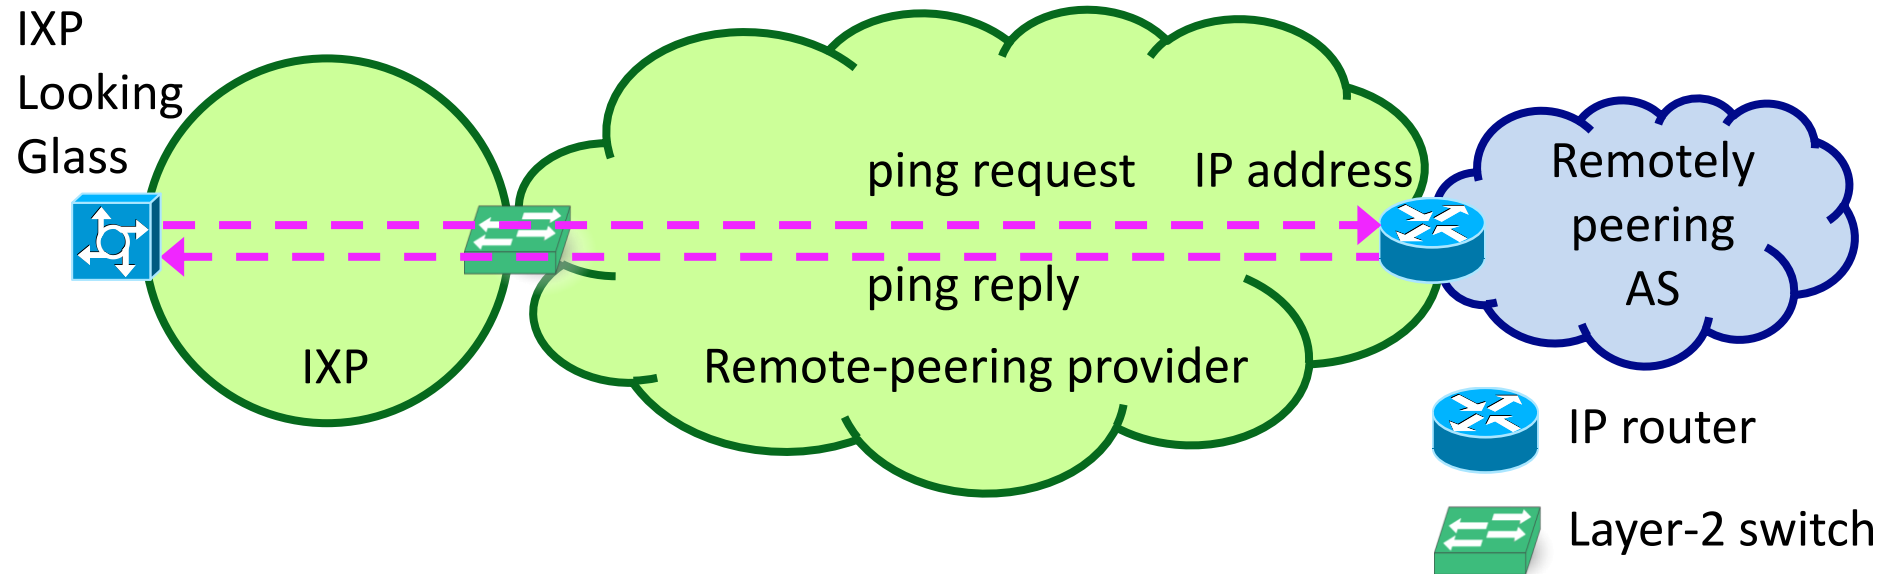 IXP
Looking
Glass
ping request
IP address
ping reply
IXP
Remote-peering provider
Remotely
peering
AS
IP router
Layer-2 switch